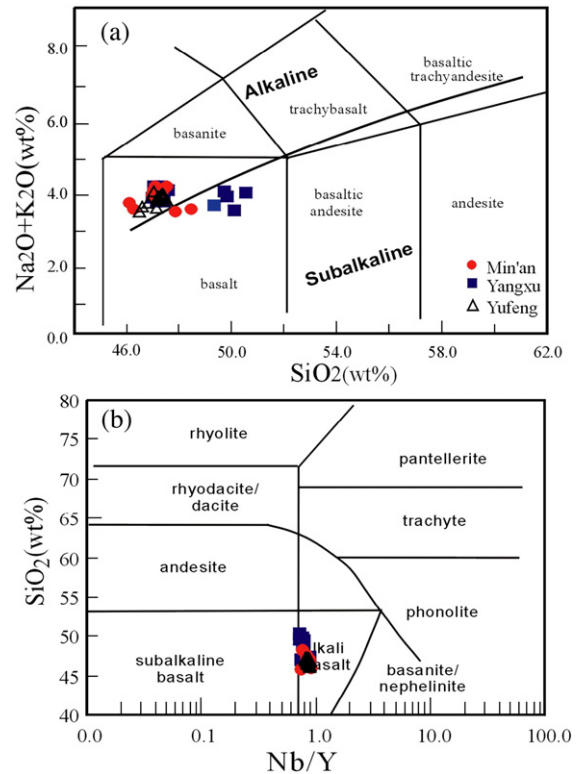 (a)
8.0
6.0
4.0
2.0
0.0
Na2O+K2O(wt%)
Alkaline
basaltic
trachyandesite
trachybasalt
basanite
basaltic
andesite
andesite
Subalkaline
basalt
Min'an
Yangxu
Yufeng
46.0 50.0 54.0 58.0 62.0
SiO2(wt%)
(b)
80
75
70
65
60
55
50
45
40
SiO2(wt%)
rhyolite
pantellerite
rhyodacite/
dacite
trachyte
andesite
phonolite
lkali
asalt
subalkaline
basalt
basanite/
nephelinite
0.0 0.1 1.0 10.0 100.0
Nb/Y